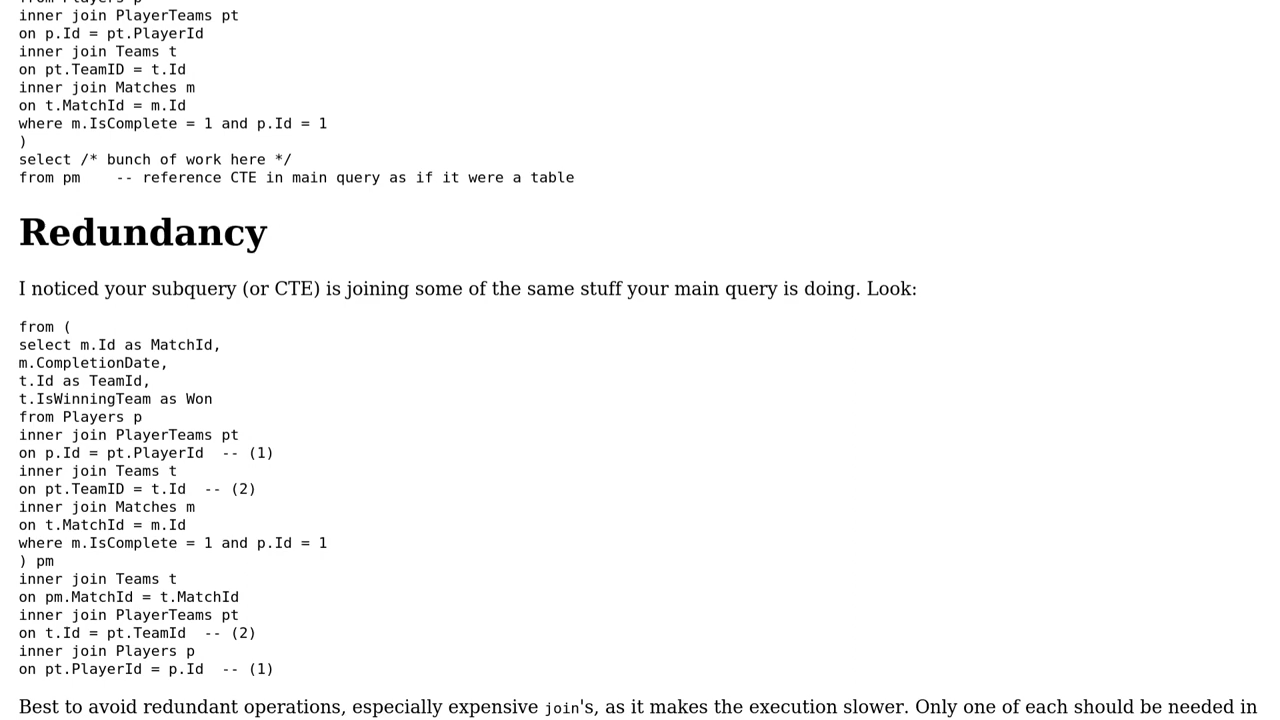 from Players p
inner join PlayerTeams pt
on p.Id = pt.PlayerId
inner join Teams t
on pt.TeamID = t.Id
inner join Matches m
on t.MatchId = m.Id
where m.IsComplete = 1 and p.Id = 1
)
select /* bunch of work here */
from pm    -- reference CTE in main query as if it were a table
Redundancy
I noticed your subquery (or CTE) is joining some of the same stuff your main query is doing. Look:
from (
select m.Id as MatchId,
m.CompletionDate,
t.Id as TeamId,
t.IsWinningTeam as Won
from Players p
inner join PlayerTeams pt
on p.Id = pt.PlayerId  -- (1)
inner join Teams t
on pt.TeamID = t.Id  -- (2)
inner join Matches m
on t.MatchId = m.Id
where m.IsComplete = 1 and p.Id = 1
) pm
inner join Teams t
on pm.MatchId = t.MatchId
inner join PlayerTeams pt
on t.Id = pt.TeamId  -- (2)
inner join Players p
on pt.PlayerId = p.Id  -- (1)
Best to avoid redundant operations, especially expensive join's, as it makes the execution slower. Only one of each should be needed in